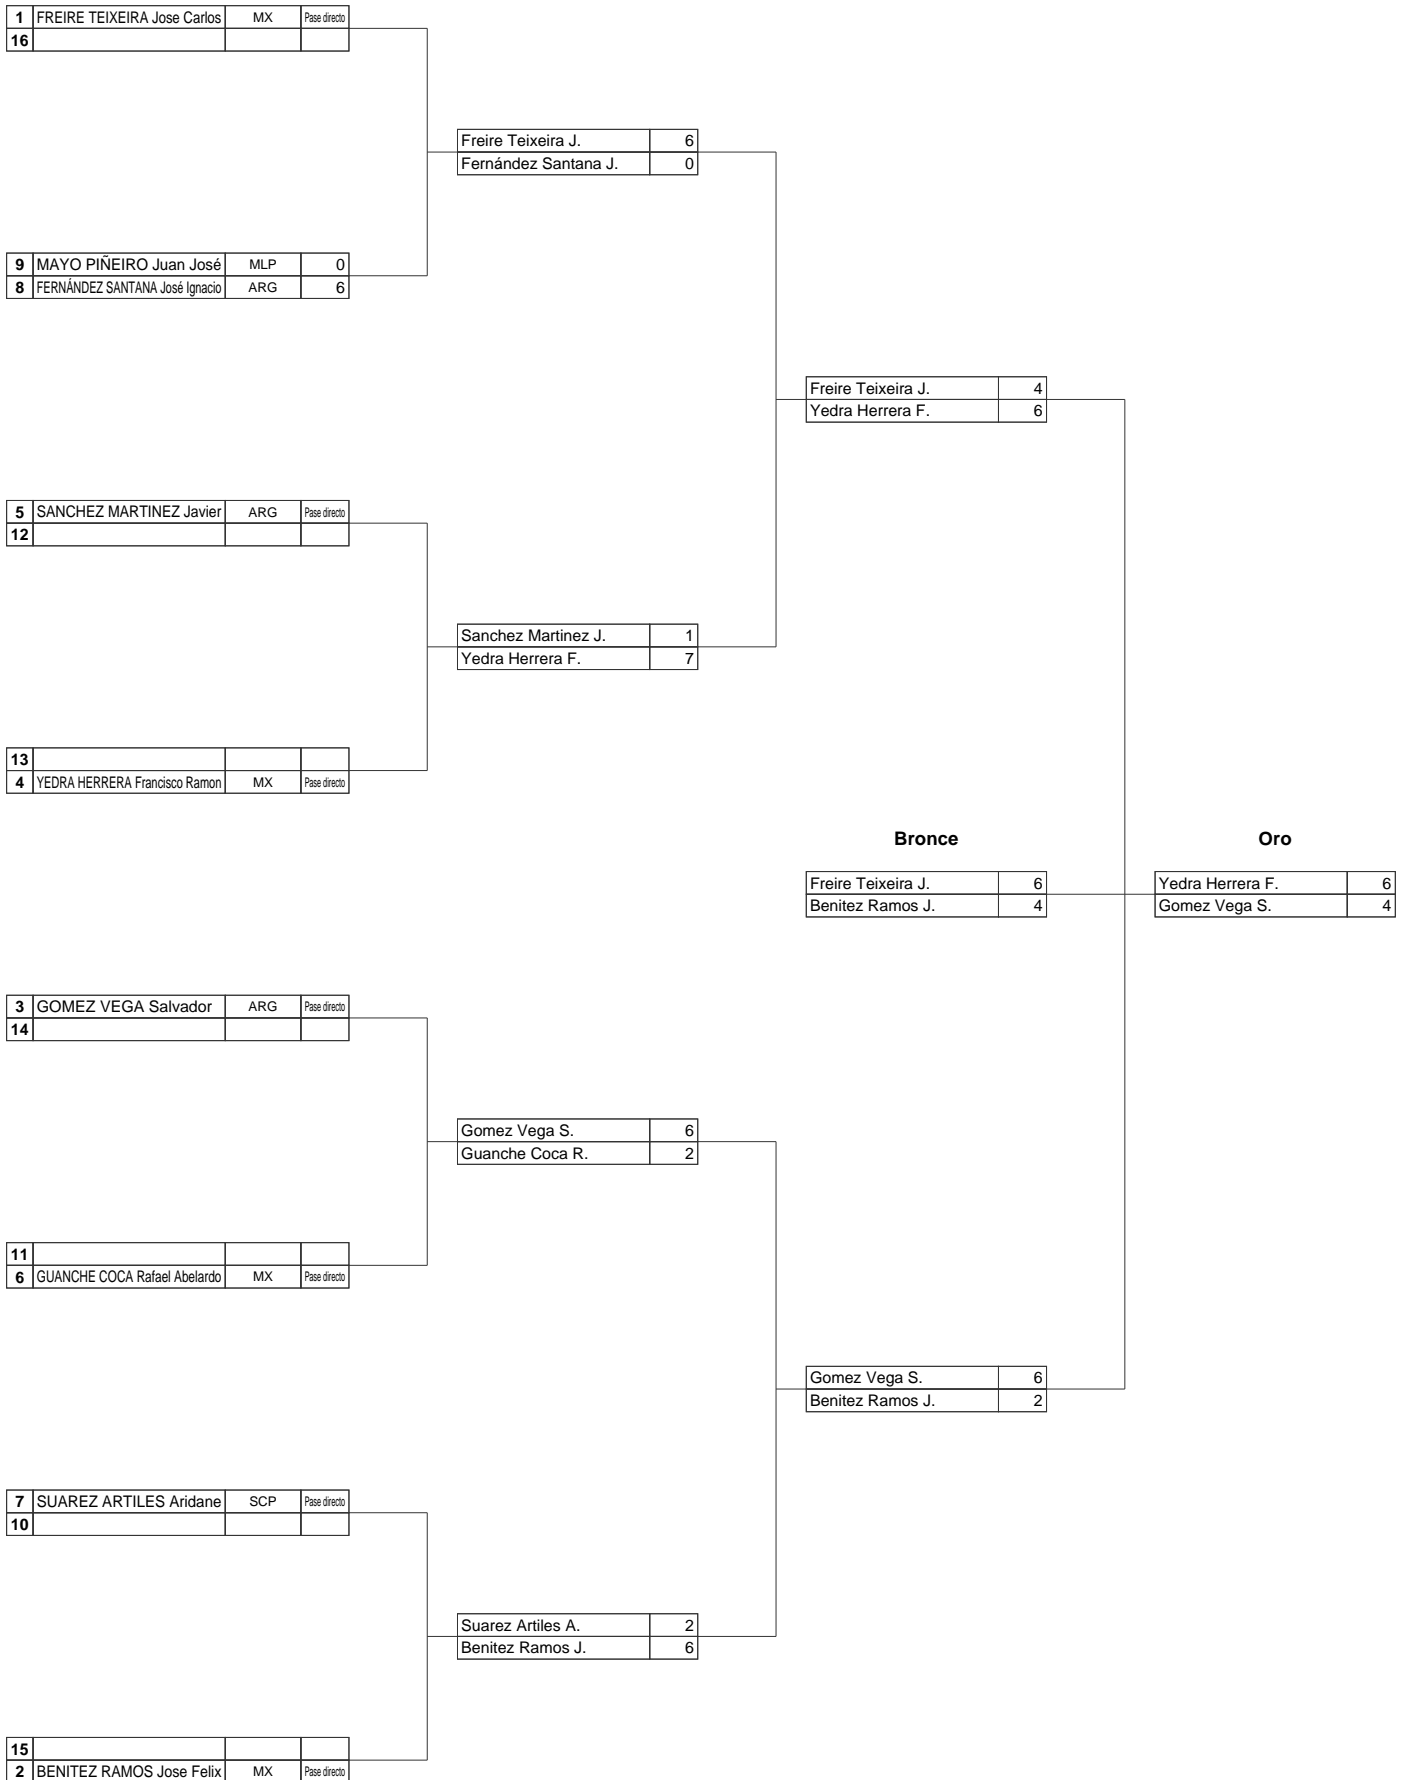 1 FREIRE TEIXEIRA Jose Carlos MX Pase directo
16
Freire Teixeira J. 6
Fernández Santana J. 0
9 MAYO PIÑEIRO Juan José MLP 0
8 FERNÁNDEZ SANTANA José Ignacio ARG 6
Freire Teixeira J. 4
Yedra Herrera F. 6
5 SANCHEZ MARTINEZ Javier ARG Pase directo
12
Sanchez Martinez J. 1
Yedra Herrera F. 7
13
4 YEDRA HERRERA Francisco Ramon MX Pase directo
Bronce Oro
Freire Teixeira J. 6 Yedra Herrera F. 6
Benitez Ramos J. 4 Gomez Vega S. 4
3 GOMEZ VEGA Salvador ARG Pase directo
14
Gomez Vega S. 6
Guanche Coca R. 2
11
6 GUANCHE COCA Rafael Abelardo MX Pase directo
Gomez Vega S. 6
Benitez Ramos J. 2
7 SUAREZ ARTILES Aridane SCP Pase directo
10
Suarez Artiles A. 2
Benitez Ramos J. 6
15
2 BENITEZ RAMOS Jose Felix MX Pase directo